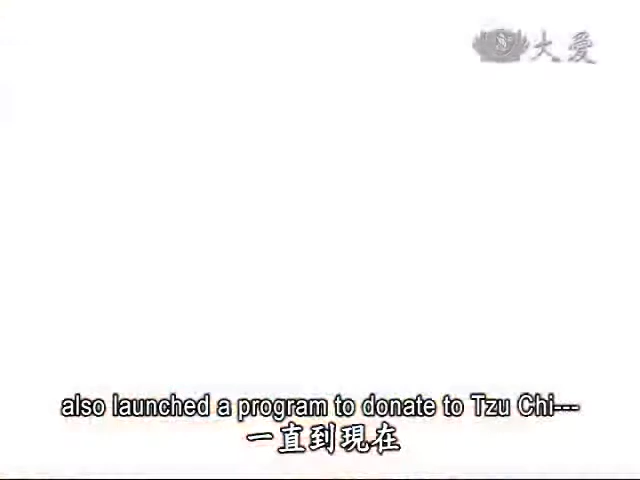 大愛
also launched a program to donate to Tzu Chi---
一直到現在